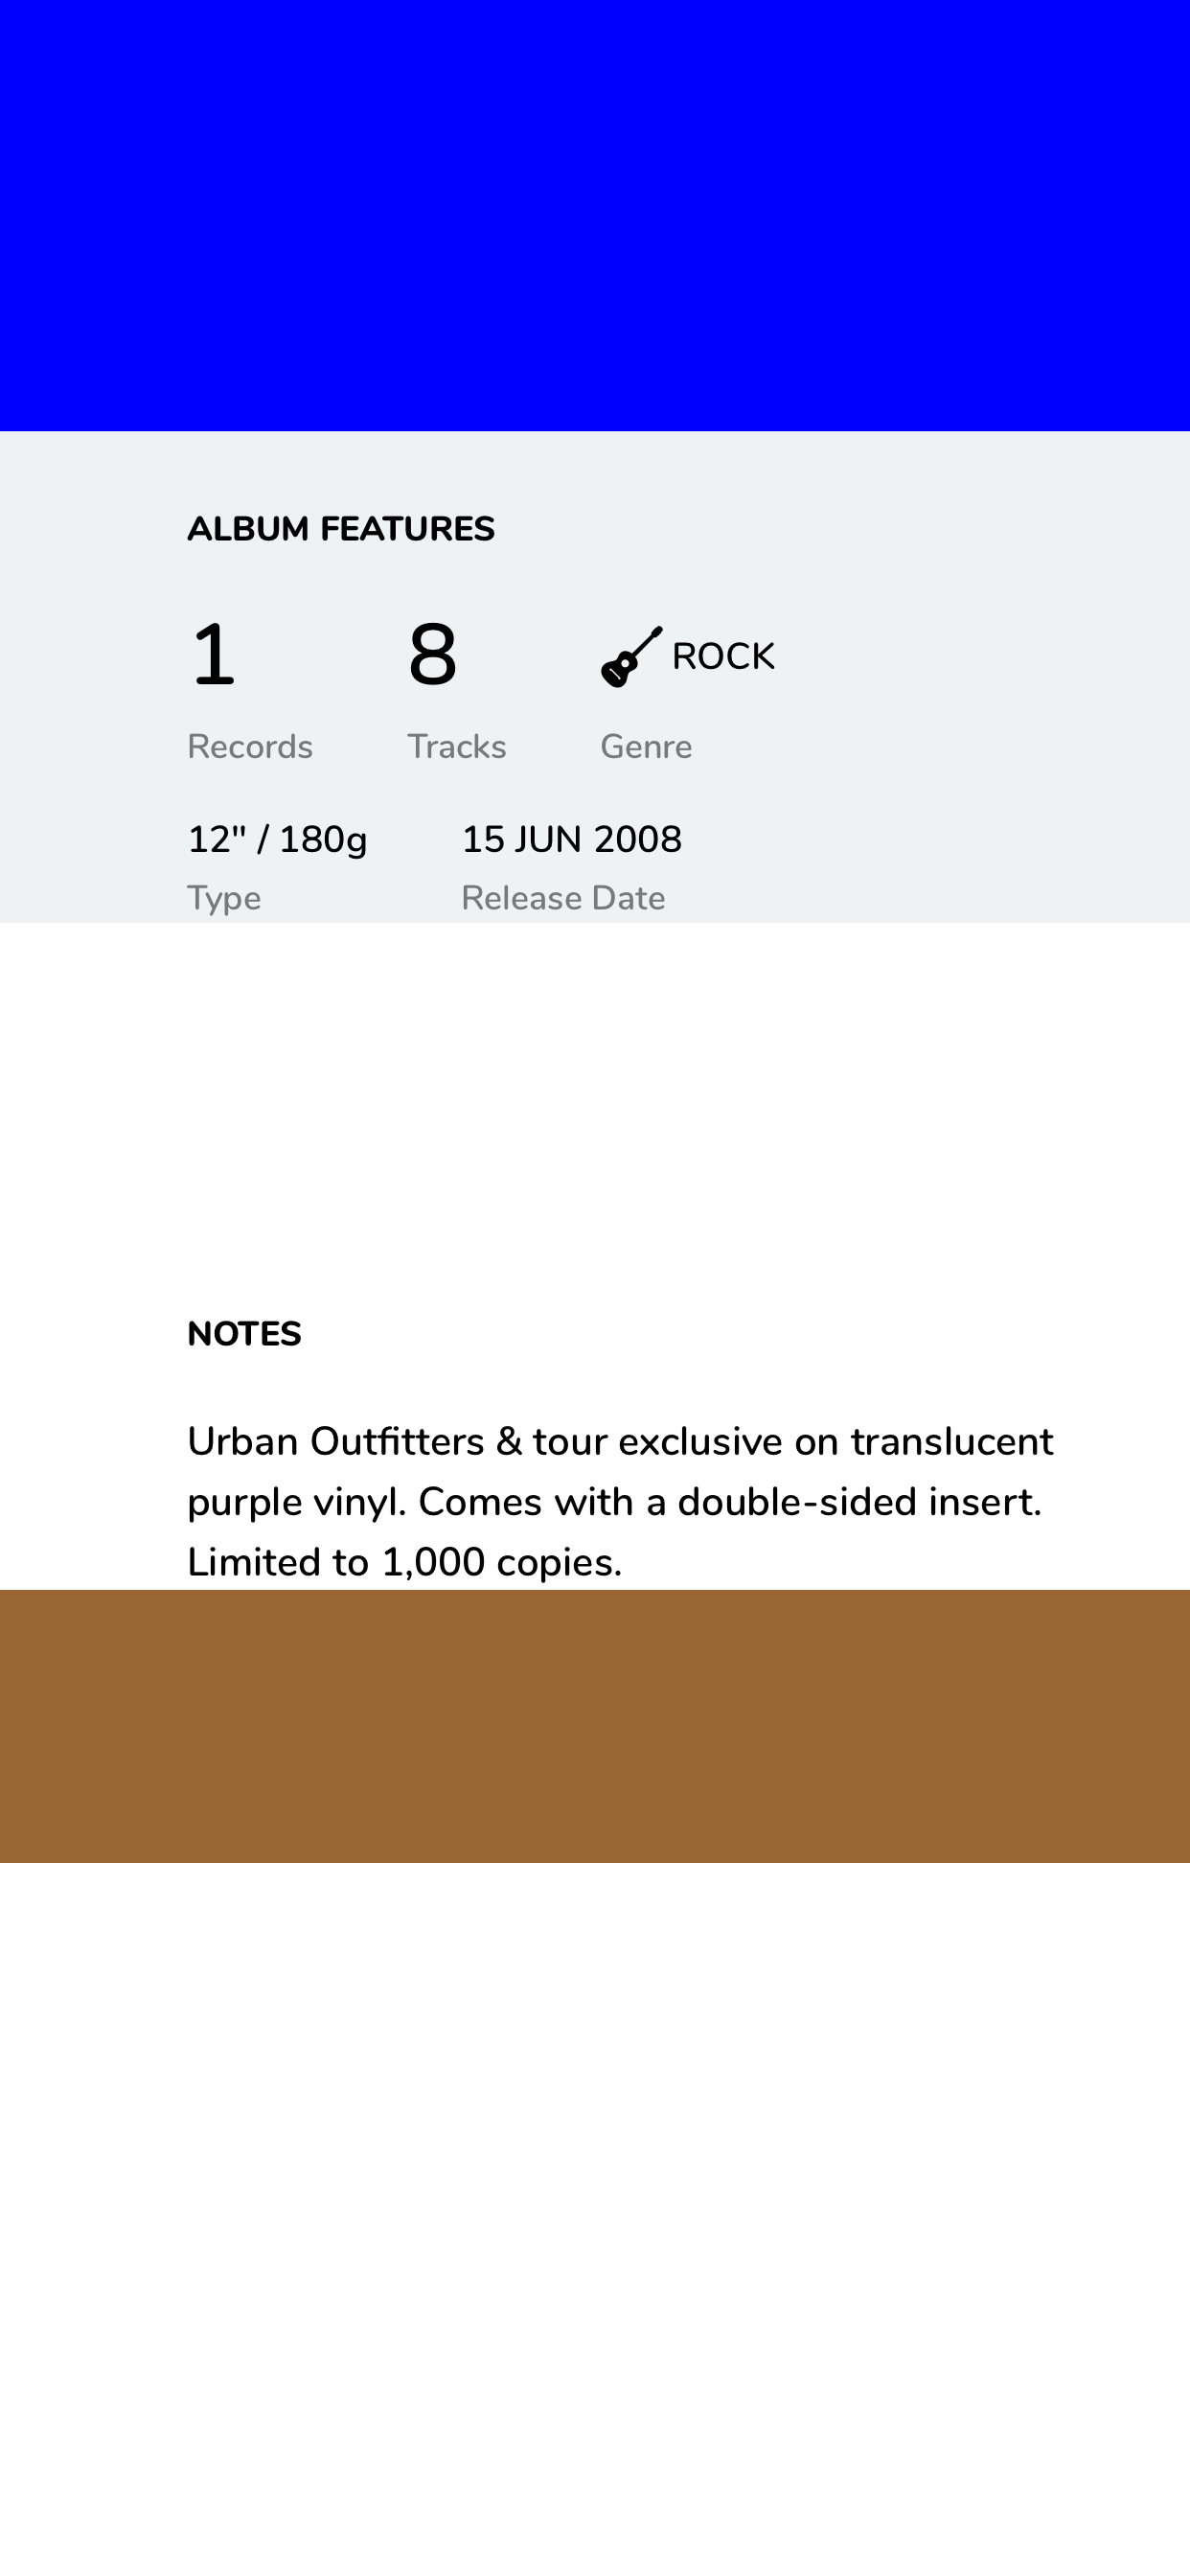 ALBUM FEATURES
1 8 ROCK
Records Tracks Genre
12" / 180g 15 JUN 2008
Type Release Date
NOTES
Urban Outfitters & tour exclusive on translucent
purple vinyl. Comes with a double-sided insert.
Limited to 1,000 copies.